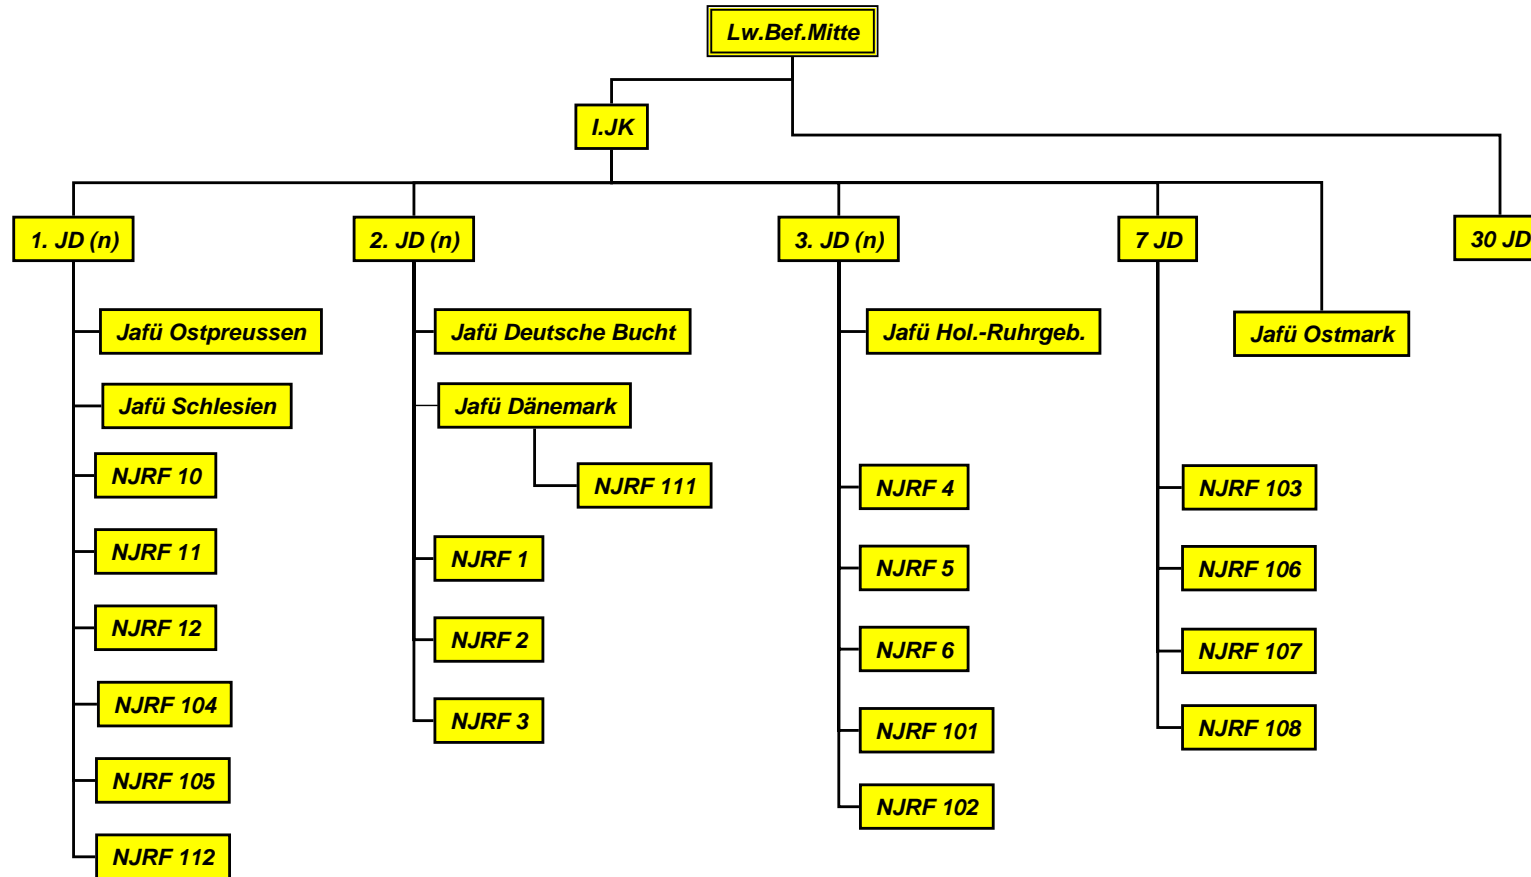 Lw.Bef.Mitte
I.JK
1. JD (n)
2. JD (n)
3. JD (n)
7 JD
30 JD
Jafü Ostpreussen
Jafü Deutsche Bucht
Jafü Hol.-Ruhrgeb.
Jafü Ostmark
Jafü Schlesien
Jafü Dänemark
NJRF 10
NJRF 111
NJRF 4
NJRF 103
NJRF 11
NJRF 1
NJRF 5
NJRF 106
NJRF 12
NJRF 2
NJRF 6
NJRF 107
NJRF 104
NJRF 3
NJRF 101
NJRF 108
NJRF 105
NJRF 102
NJRF 112